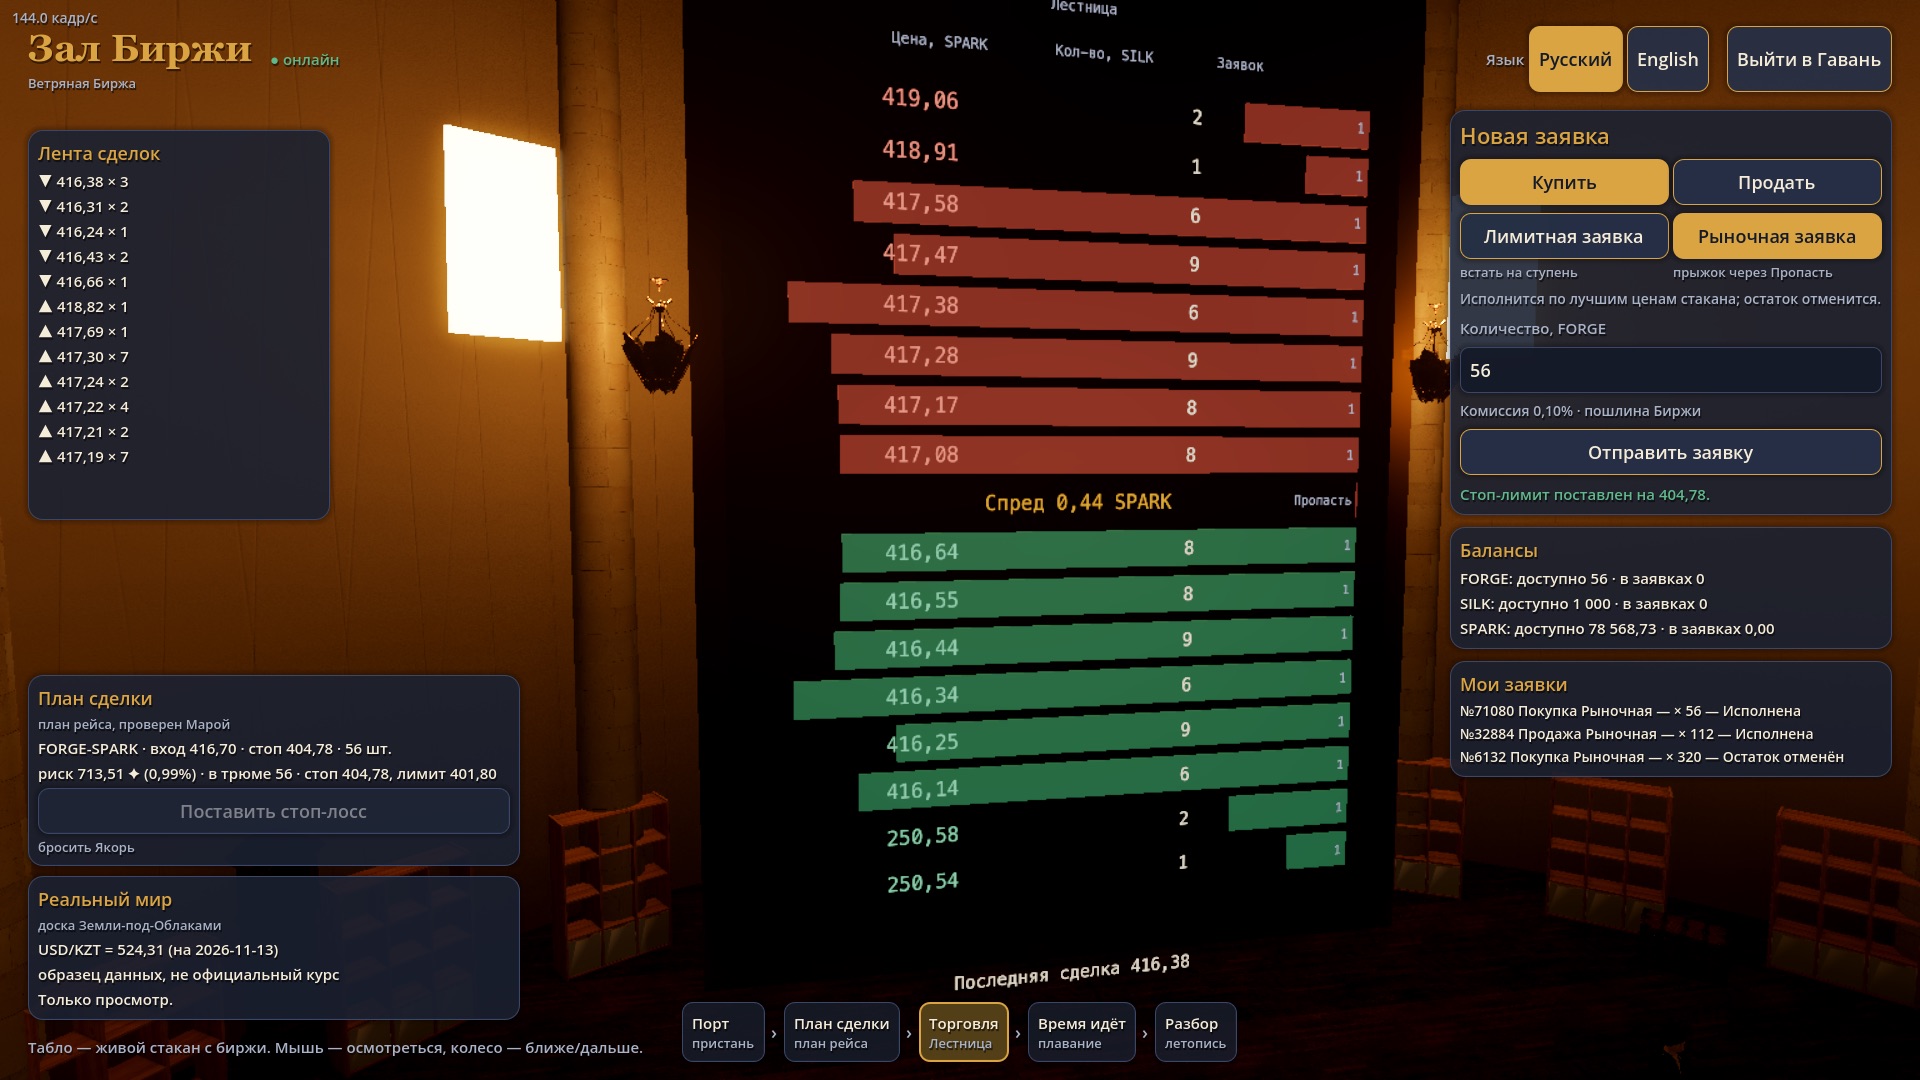 144.0 кадр/с
Зал Биржи
● онлайн
Ветряная Биржа
Лента сделок
▼ 416,38 × 3
▼ 416,31 × 2
▼ 416,24 × 1
▼ 416,43 × 2
▼ 416,66 × 1
▲ 418,82 × 1
▲ 417,69 × 1
▲ 417,30 × 7
▲ 417,24 × 2
▲ 417,22 × 4
▲ 417,21 × 2
▲ 417,19 × 7
План сделки
план рейса, проверен Марой
FORGE-SPARK · вход 416,70 · стоп 404,78 · 56 шт.
риск 713,51 ✦ (0,99%) · в трюме 56 · стоп 404,78, лимит 401,80
Поставить стоп-лосс
бросить Якорь
Реальный мир
доска Земли-под-Облаками
USD/KZT = 524,31 (на 2026-11-13)
образец данных, не официальный курс
Только просмотр.
Табло — живой стакан с биржи. Мышь — осмотреться, колесо — ближе/дальше.
Лестница
Цена, SPARK Кол-во, SILK Заявок
419,06 2 1
418,91 1 1
417,58 6 1
417,47 9 1
417,38 6 1
417,28 9 1
417,17 8 1
417,08 8 1
Спред 0,44 SPARK Пропасть
416,64 8 1
416,55 8 1
416,44 9 1
416,34 6 1
416,25 9 1
416,14 6 1
250,58 2 1
250,54 1 1
Последняя сделка 416,38
Порт
пристань
›
План сделки
план рейса
›
Торговля
Лестница
›
Время идёт
плавание
›
Разбор
летопись
Язык
Русский
English
Выйти в Гавань
Новая заявка
Купить
Продать
Лимитная заявка
Рыночная заявка
встать на ступень
прыжок через Пропасть
Исполнится по лучшим ценам стакана; остаток отменится.
Количество, FORGE
56
Комиссия 0,10% · пошлина Биржи
Отправить заявку
Стоп-лимит поставлен на 404,78.
Балансы
FORGE: доступно 56 · в заявках 0
SILK: доступно 1 000 · в заявках 0
SPARK: доступно 78 568,73 · в заявках 0,00
Мои заявки
№71080 Покупка Рыночная — × 56 — Исполнена
№32884 Продажа Рыночная — × 112 — Исполнена
№6132 Покупка Рыночная — × 320 — Остаток отменён